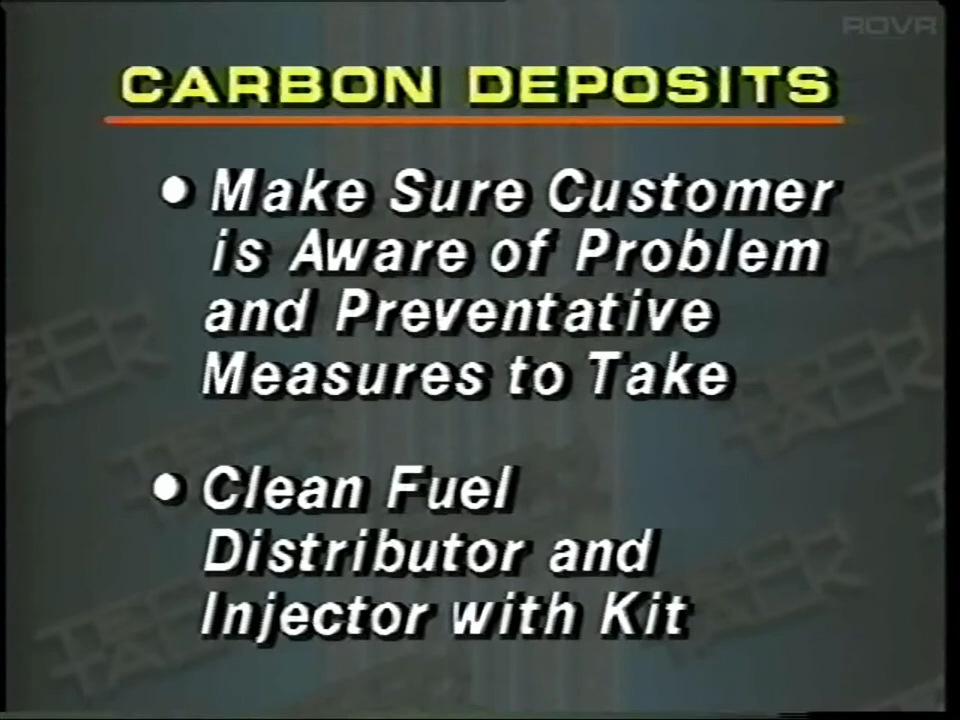 ROVR
CARBON DEPOSITS
• Make Sure Customer
is Aware of Problem
and Preventative
Measures to Take
• Clean Fuel
Distributor and
Injector with Kit